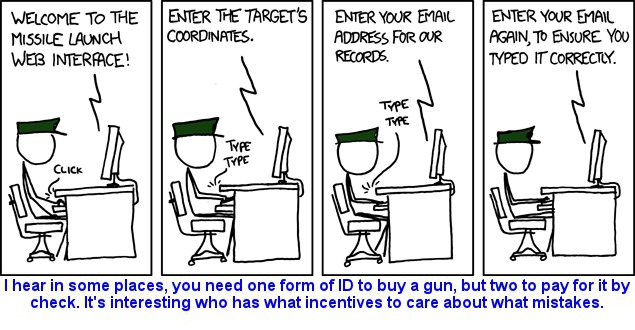 WELCOME TO THE
MISSILE LAUNCH
WEB INTERFACE!
CLICK
ENTER THE TARGET'S
COORDINATES.
TYPE
TYPE
ENTER YOUR EMAIL
ADDRESS FOR OUR
RECORDS.
TYPE
TYPE
ENTER YOUR EMAIL
AGAIN, TO ENSURE YOU
TYPED IT CORRECTLY.
I hear in some places, you need one form of ID to buy a gun, but two to pay for it by
check. It's interesting who has what incentives to care about what mistakes.